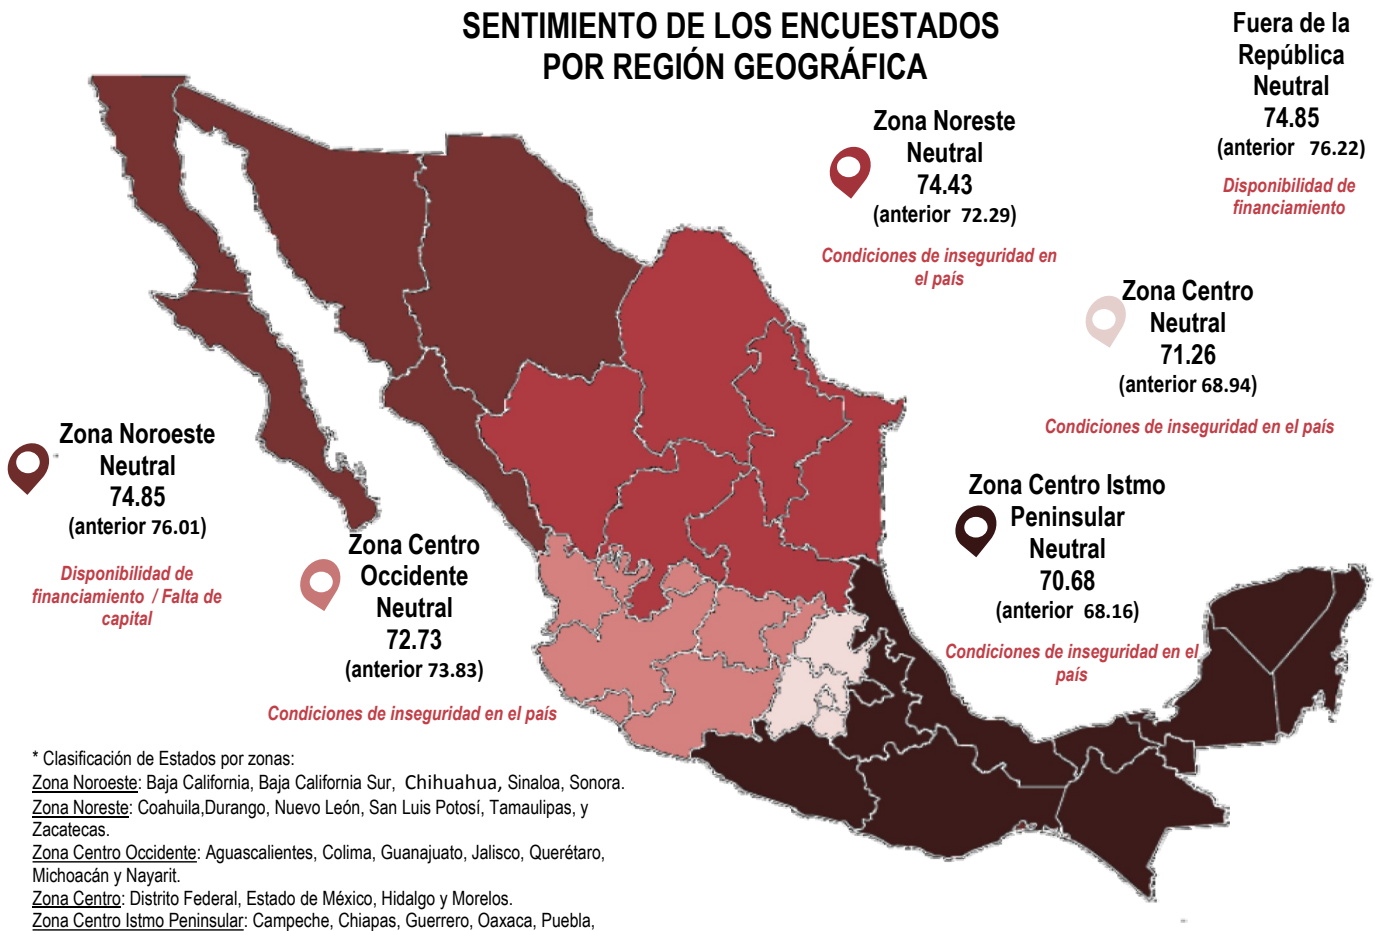 SENTIMIENTO DE LOS ENCUESTADOS
POR REGIÓN GEOGRÁFICA
Fuera de la
República
Neutral
74.85
(anterior 76.22)
Disponibilidad de
financiamiento
Zona Noreste
Neutral
74.43
(anterior 72.29)
Condiciones de inseguridad en
el país
Zona Centro
Neutral
71.26
(anterior 68.94)
Condiciones de inseguridad en el país
Zona Noroeste
Neutral
74.85
(anterior 76.01)
Disponibilidad de
financiamiento / Falta de
capital
Zona Centro
Occidente
Neutral
72.73
(anterior 73.83)
Condiciones de inseguridad en el país
Zona Centro Istmo
Peninsular
Neutral
70.68
(anterior 68.16)
Condiciones de inseguridad en el
país
* Clasificación de Estados por zonas:
Zona Noroeste: Baja California, Baja California Sur, Chihuahua, Sinaloa, Sonora.
Zona Noreste: Coahuila,Durango, Nuevo León, San Luis Potosí, Tamaulipas, y
Zacatecas.
Zona Centro Occidente: Aguascalientes, Colima, Guanajuato, Jalisco, Querétaro,
Michoacán y Nayarit.
Zona Centro: Distrito Federal, Estado de México, Hidalgo y Morelos.
Zona Centro Istmo Peninsular: Campeche, Chiapas, Guerrero, Oaxaca, Puebla,